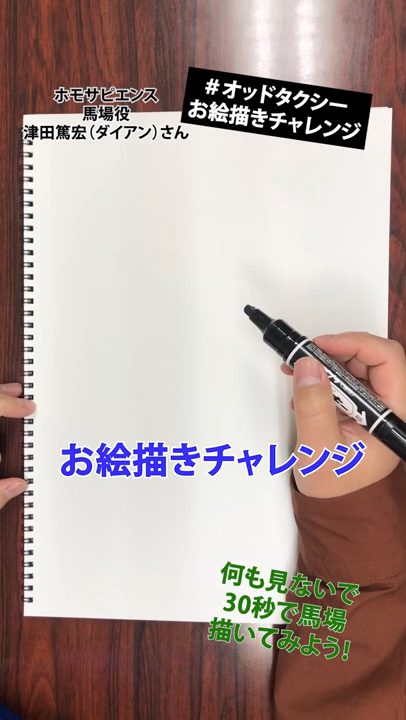 ホモサピエンス
馬場役
津田篤宏（ダイアン）さん
＃オッドタクシー
お絵描きチャレンジ
お絵描きチャレンジ
何も見ないで
30秒で馬場
描いてみよう！